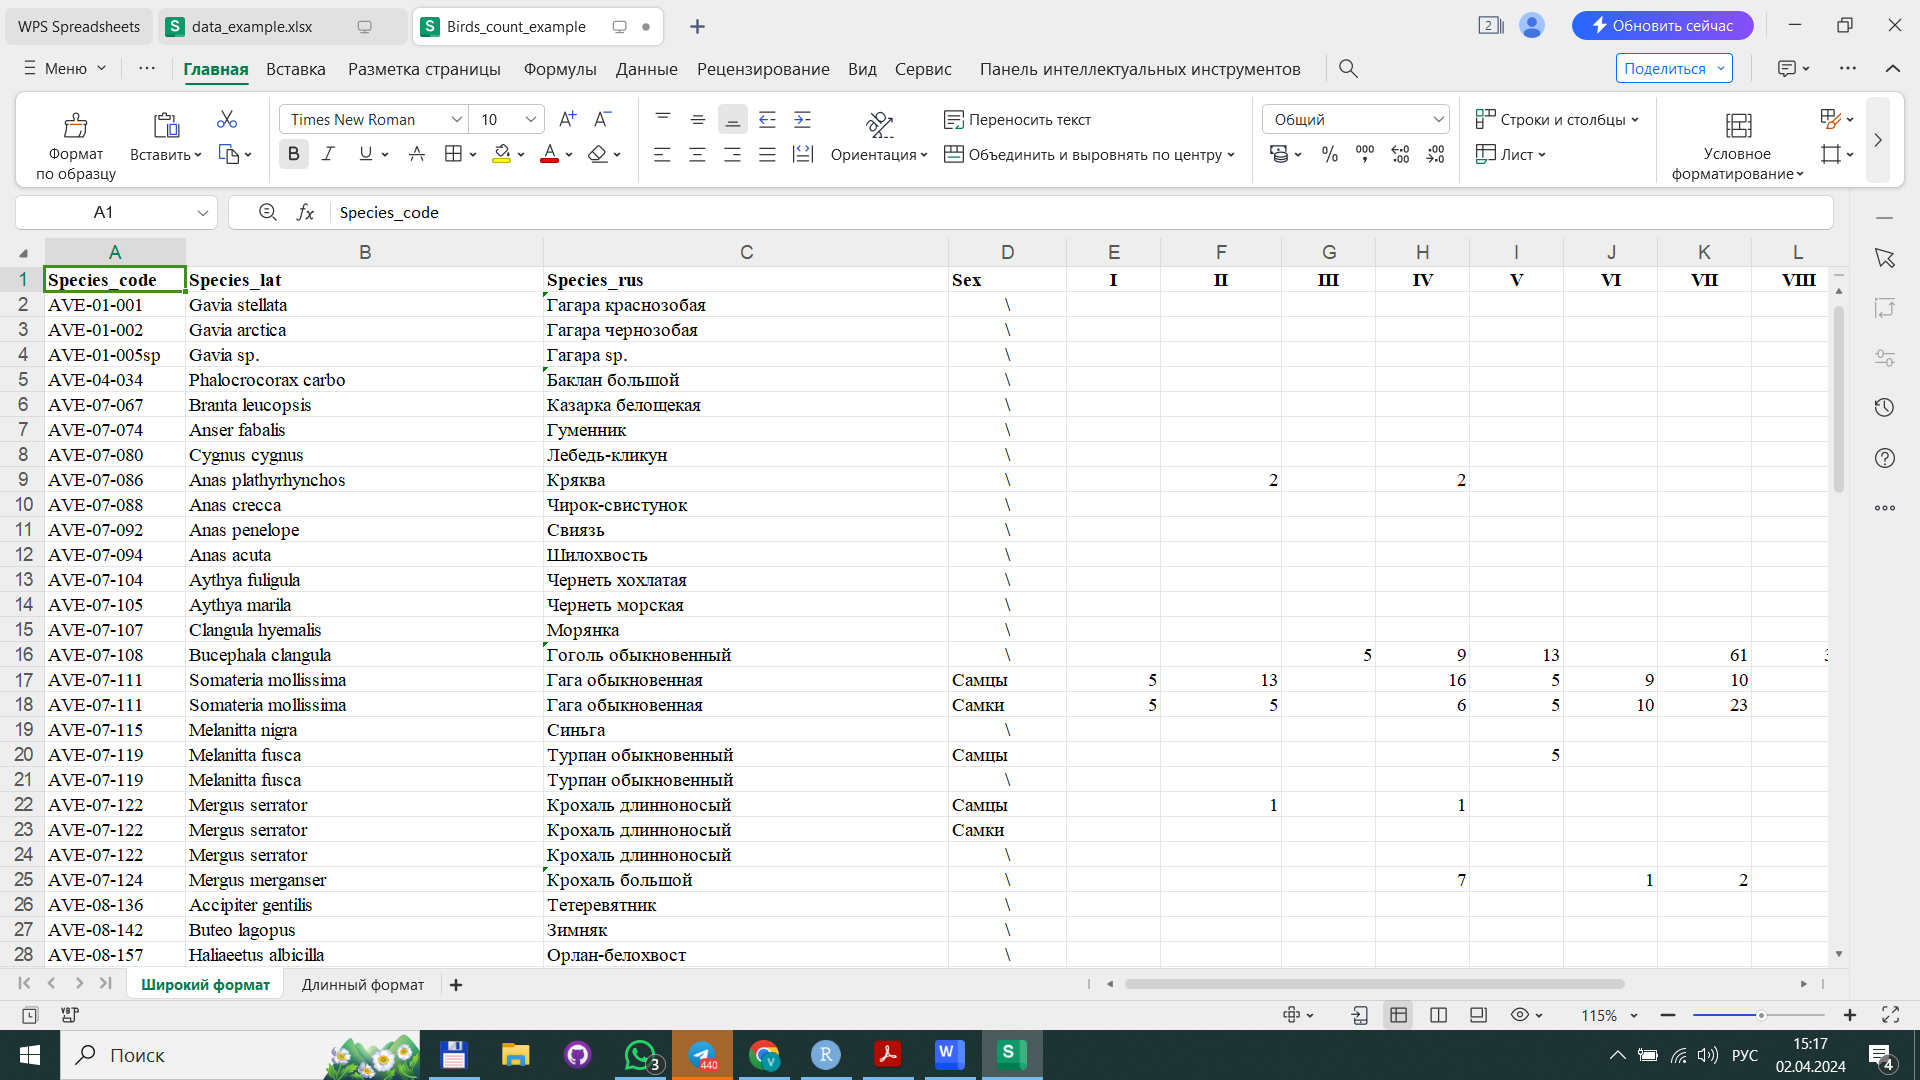 WPS Spreadsheets data_example.xlsx Birds_count_example 2 Обновить сейчас
Меню Главная Вставка Разметка страницы Формулы Данные Рецензирование Вид Сервис Панель интеллектуальных инструментов Поделиться
Times New Roman 10 Переносить текст Общий Строки и столбцы
Формат по образцу Вставить Ориентация Объединить и выровнять по центру Лист Условное форматирование
A1 fx Species_code
A B C D E F G H I J K L
1 Species_code Species_lat Species_rus Sex I II III IV V VI VII VIII
2 AVE-01-001 Gavia stellata Гагара краснозобая \
3 AVE-01-002 Gavia arctica Гагара чернозобая \
4 AVE-01-005sp Gavia sp. Гагара sp. \
5 AVE-04-034 Phalocrocorax carbo Баклан большой \
6 AVE-07-067 Branta leucopsis Казарка белощекая \
7 AVE-07-074 Anser fabalis Гуменник \
8 AVE-07-080 Cygnus cygnus Лебедь-кликун \
9 AVE-07-086 Anas plathyrhynchos Кряква \ 2 2
10 AVE-07-088 Anas crecca Чирок-свистунок \
11 AVE-07-092 Anas penelope Свиязь \
12 AVE-07-094 Anas acuta Шилохвость \
13 AVE-07-104 Aythya fuligula Чернеть хохлатая \
14 AVE-07-105 Aythya marila Чернеть морская \
15 AVE-07-107 Clangula hyemalis Морянка \
16 AVE-07-108 Bucephala clangula Гоголь обыкновенный \ 5 9 13 61
17 AVE-07-111 Somateria mollissima Гага обыкновенная Самцы 5 13 16 5 9 10
18 AVE-07-111 Somateria mollissima Гага обыкновенная Самки 5 5 6 5 10 23
19 AVE-07-115 Melanitta nigra Синьга \
20 AVE-07-119 Melanitta fusca Турпан обыкновенный Самцы 5
21 AVE-07-119 Melanitta fusca Турпан обыкновенный \
22 AVE-07-122 Mergus serrator Крохаль длинноносый Самцы 1 1
23 AVE-07-122 Mergus serrator Крохаль длинноносый Самки
24 AVE-07-122 Mergus serrator Крохаль длинноносый \
25 AVE-07-124 Mergus merganser Крохаль большой \ 7 1 2
26 AVE-08-136 Accipiter gentilis Тетеревятник \
27 AVE-08-142 Buteo lagopus Зимняк \
28 AVE-08-157 Haliaeetus albicilla Орлан-белохвост \
Широкий формат Длинный формат
115%
Поиск 3 440 РУС 15:17
02.04.2024 4